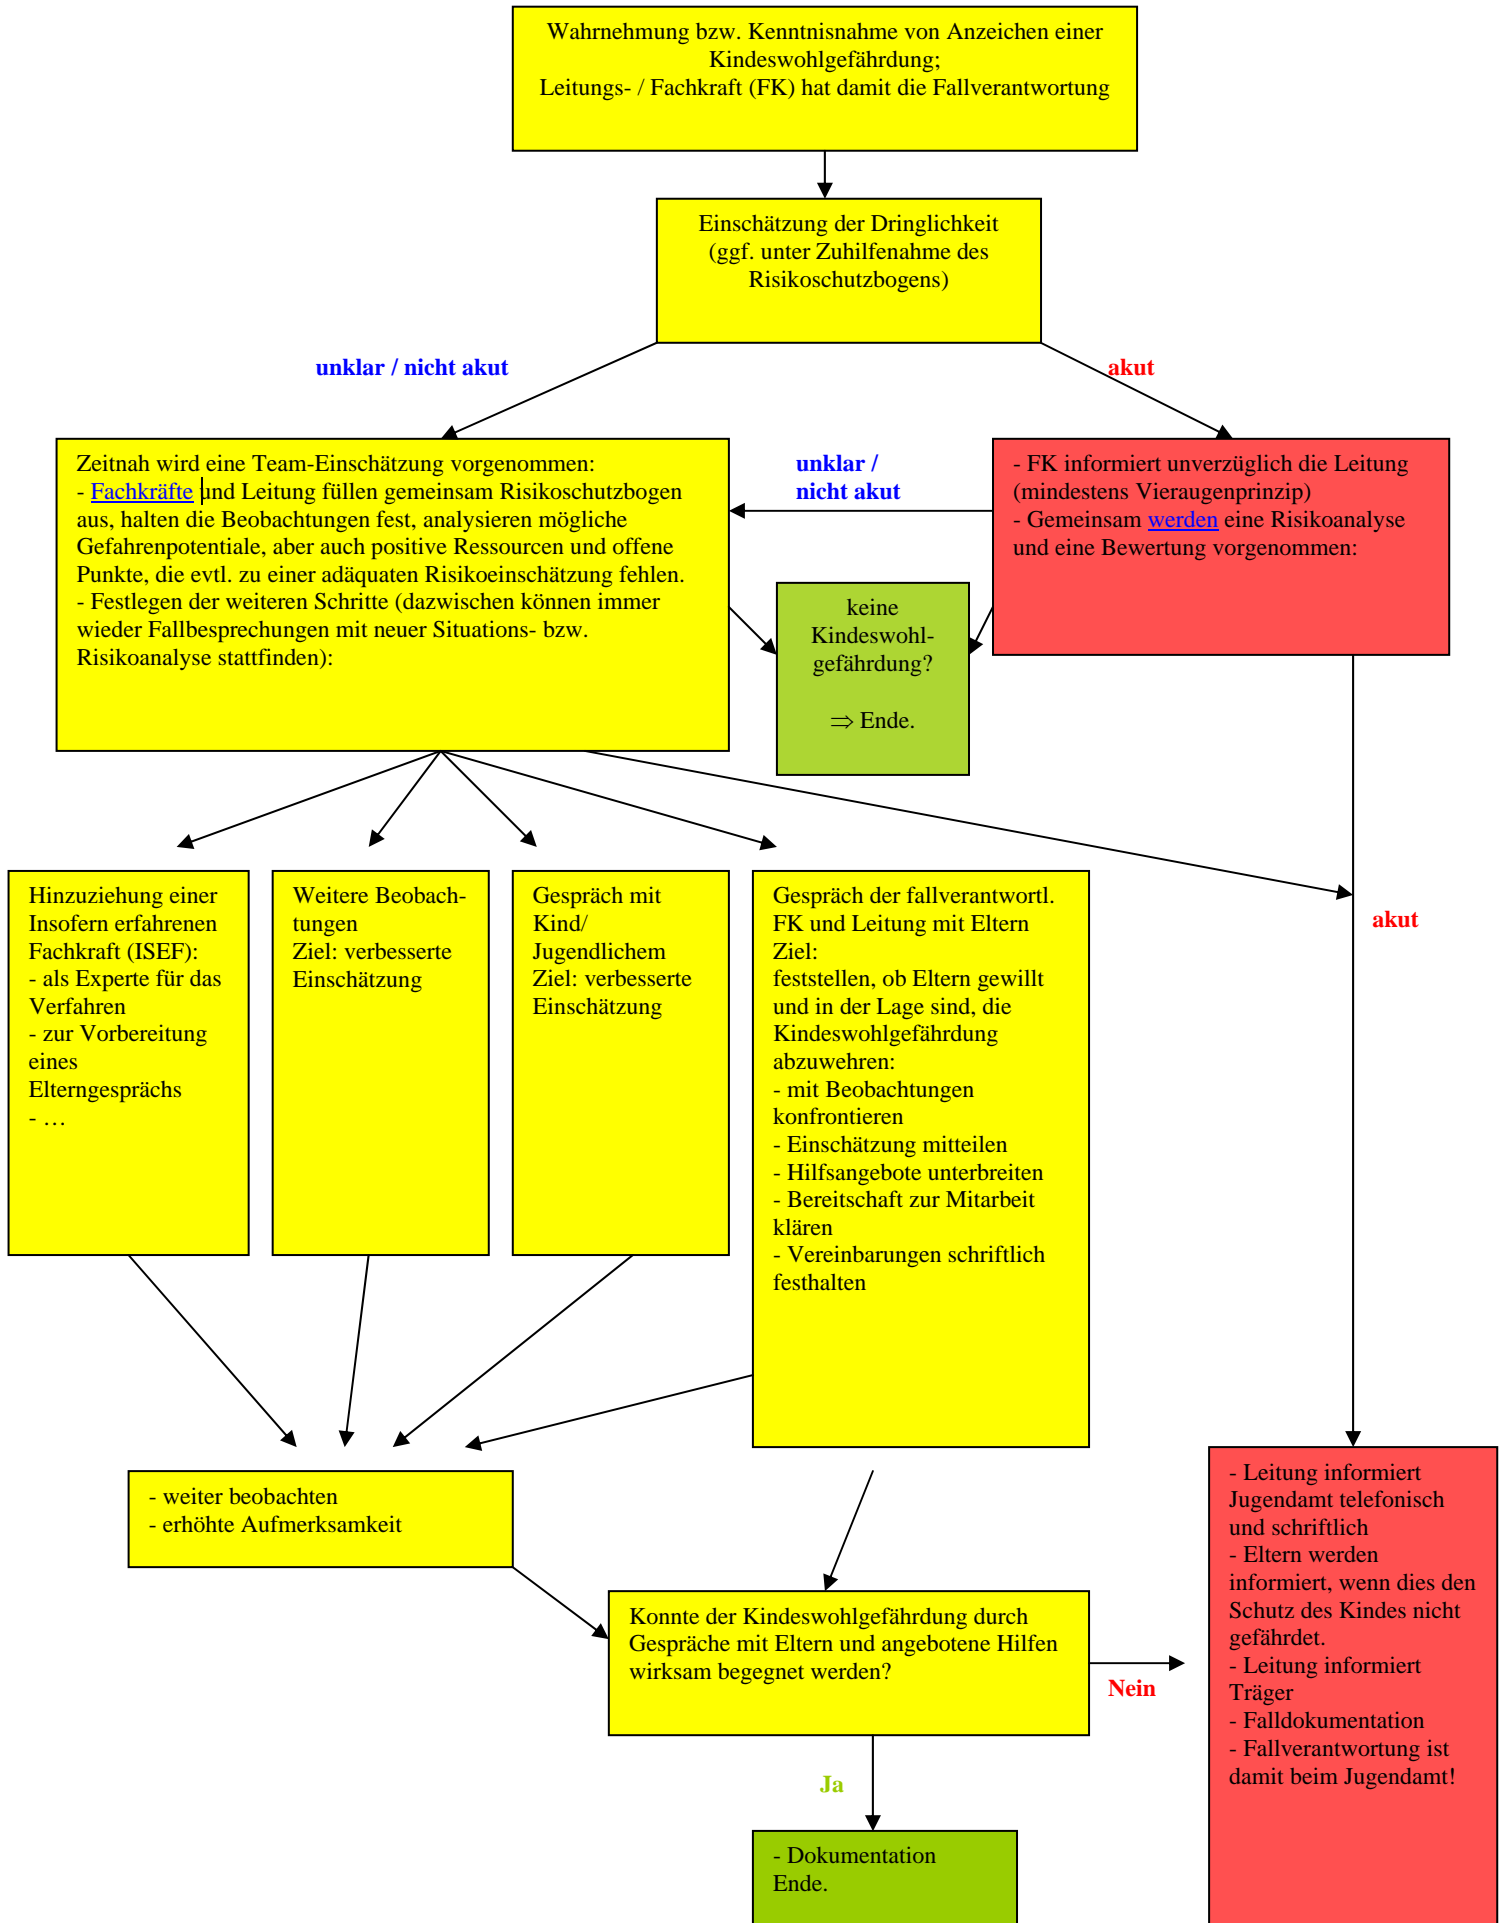 Wahrnehmung bzw. Kenntnisnahme von Anzeichen einer
Kindeswohlgefährdung;
Leitungs- / Fachkraft (FK) hat damit die Fallverantwortung
Einschätzung der Dringlichkeit
(ggf. unter Zuhilfenahme des
Risikoschutzbogens)
unklar / nicht akut
akut
Zeitnah wird eine Team-Einschätzung vorgenommen:
- Fachkräfte und Leitung füllen gemeinsam Risikoschutzbogen
aus, halten die Beobachtungen fest, analysieren mögliche
Gefahrenpotentiale, aber auch positive Ressourcen und offene
Punkte, die evtl. zu einer adäquaten Risikoeinschätzung fehlen.
- Festlegen der weiteren Schritte (dazwischen können immer
wieder Fallbesprechungen mit neuer Situations- bzw.
Risikoanalyse stattfinden):
unklar /
nicht akut
- FK informiert unverzüglich die Leitung
(mindestens Vieraugenprinzip)
- Gemeinsam werden eine Risikoanalyse
und eine Bewertung vorgenommen:
keine
Kindeswohl-
gefährdung?
⇒ Ende.
Hinzuziehung einer
Insofern erfahrenen
Fachkraft (ISEF):
- als Experte für das
Verfahren
- zur Vorbereitung
eines
Elterngesprächs
- …
Weitere Beobach-
tungen
Ziel: verbesserte
Einschätzung
Gespräch mit
Kind/
Jugendlichem
Ziel: verbesserte
Einschätzung
Gespräch der fallverantwortl.
FK und Leitung mit Eltern
Ziel:
feststellen, ob Eltern gewillt
und in der Lage sind, die
Kindeswohlgefährdung
abzuwehren:
- mit Beobachtungen
konfrontieren
- Einschätzung mitteilen
- Hilfsangebote unterbreiten
- Bereitschaft zur Mitarbeit
klären
- Vereinbarungen schriftlich
festhalten
akut
- weiter beobachten
- erhöhte Aufmerksamkeit
Konnte der Kindeswohlgefährdung durch
Gespräche mit Eltern und angebotene Hilfen
wirksam begegnet werden?
Nein
- Leitung informiert
Jugendamt telefonisch
und schriftlich
- Eltern werden
informiert, wenn dies den
Schutz des Kindes nicht
gefährdet.
- Leitung informiert
Träger
- Falldokumentation
- Fallverantwortung ist
damit beim Jugendamt!
Ja
- Dokumentation
Ende.